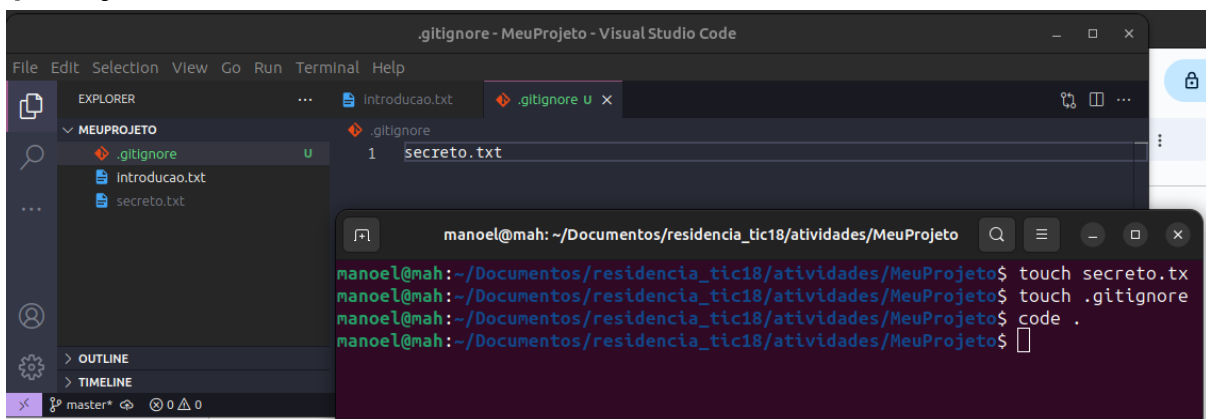 .gitignore - MeuProjeto - Visual Studio Code
File Edit Selection View Go Run Terminal Help
EXPLORER
introducao.txt
.gitignore U
MEUPROJETO
.gitignore
.gitignore U
1 secreto.txt
introducao.txt
secreto.txt
manoel@mah: ~/Documentos/residencia_tic18/atividades/MeuProjeto
manoel@mah:~/Documentos/residencia_tic18/atividades/MeuProjeto$ touch secreto.tx
manoel@mah:~/Documentos/residencia_tic18/atividades/MeuProjeto$ touch .gitignore
manoel@mah:~/Documentos/residencia_tic18/atividades/MeuProjeto$ code .
manoel@mah:~/Documentos/residencia_tic18/atividades/MeuProjeto$
OUTLINE
TIMELINE
master* 0 0